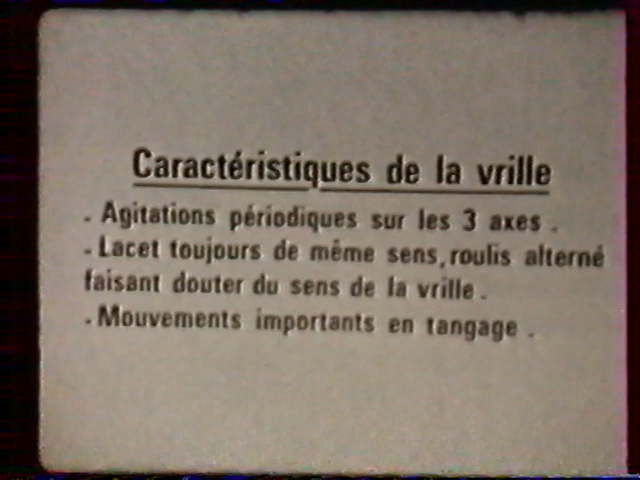 Caractéristiques de la vrille
. Agitations périodiques sur les 3 axes .
. Lacet toujours de même sens, roulis alterné
faisant douter du sens de la vrille .
. Mouvements importants en tangage .